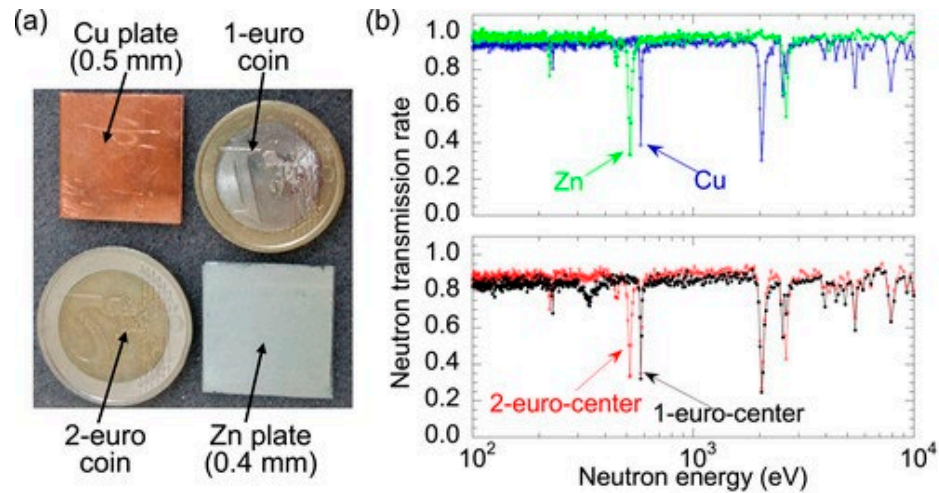 (a)
Cu plate
(0.5 mm)
1-euro
coin
2-euro
coin
Zn plate
(0.4 mm)
(b)
Neutron transmission rate
1.0
0.8
0.6
0.4
0.2
0.0
Zn
Cu
1.0
0.8
0.6
0.4
0.2
0.0
2-euro-center
1-euro-center
10² 10³ 10⁴
Neutron energy (eV)